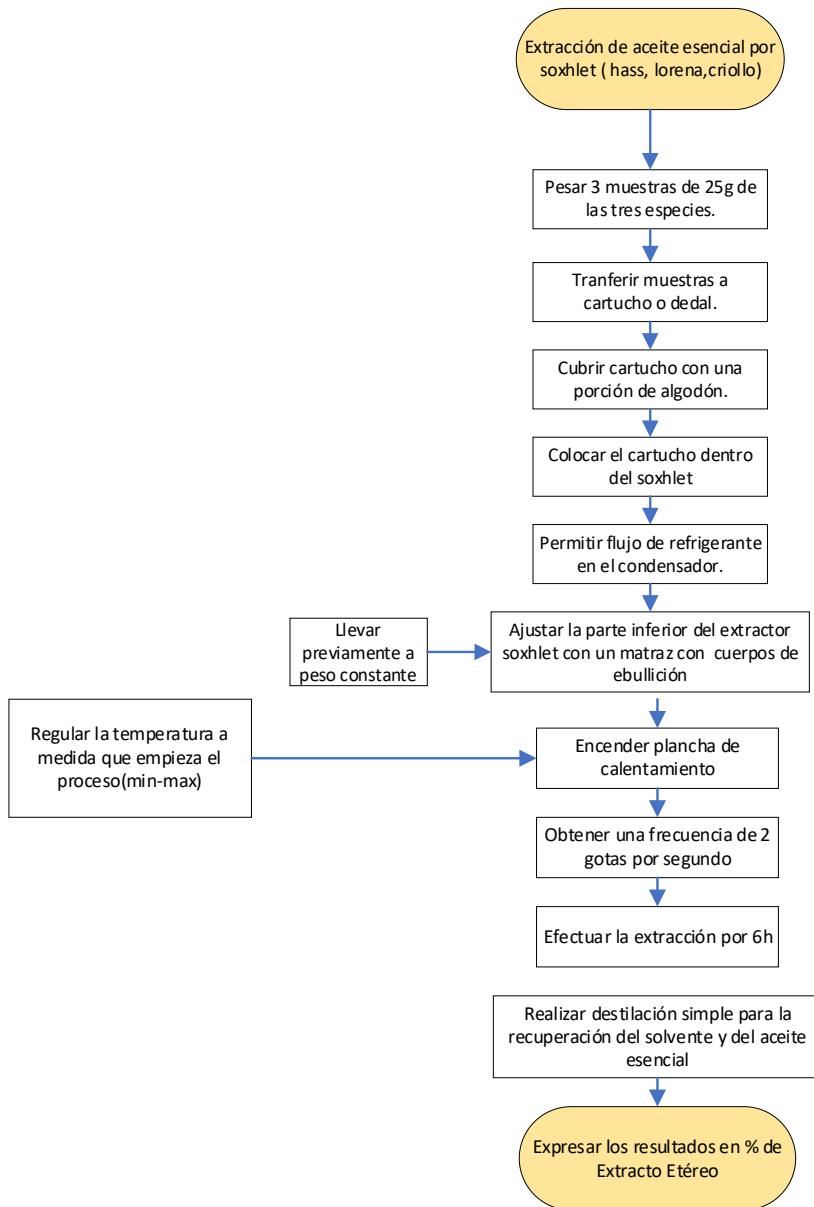 Extracción de aceite esencial por
soxhlet ( hass, lorena,criollo)
Pesar 3 muestras de 25g de
las tres especies.
Tranferir muestras a
cartucho o dedal.
Cubrir cartucho con una
porción de algodón.
Colocar el cartucho dentro
del soxhlet
Permitir flujo de refrigerante
en el condensador.
Llevar
previamente a
peso constante
Ajustar la parte inferior del extractor
soxhlet con un matraz con cuerpos de
ebullición
Regular la temperatura a
medida que empieza el
proceso(min-max)
Encender plancha de
calentamiento
Obtener una frecuencia de 2
gotas por segundo
Efectuar la extracción por 6h
Realizar destilación simple para la
recuperación del solvente y del aceite
esencial
Expresar los resultados en % de
Extracto Etéreo